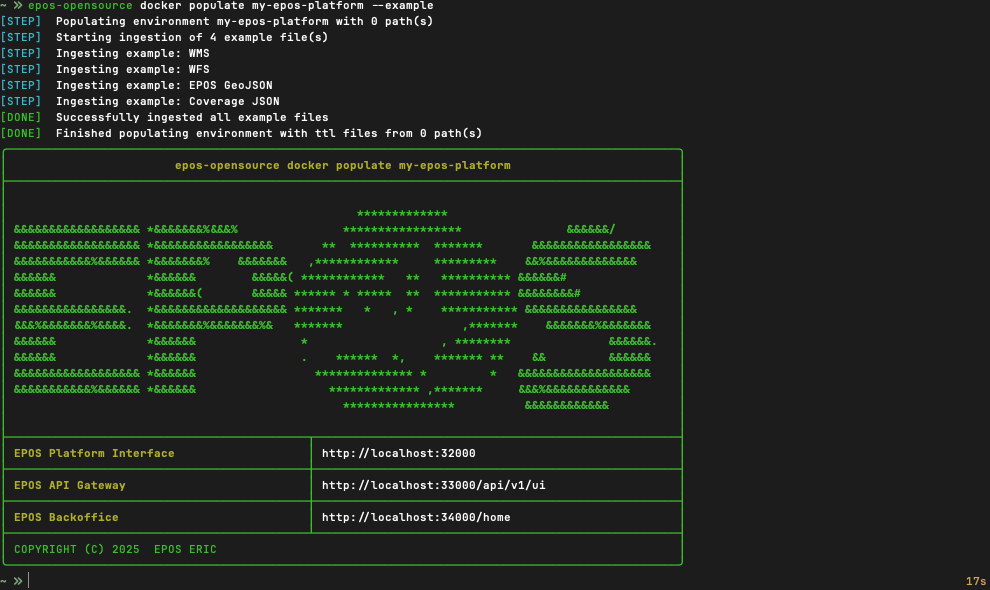 ~ » epos-opensource docker populate my-epos-platform --example
[STEP]  Populating environment my-epos-platform with 0 path(s)
[STEP]  Starting ingestion of 4 example file(s)
[STEP]  Ingesting example: WMS
[STEP]  Ingesting example: WFS
[STEP]  Ingesting example: EPOS GeoJSON
[STEP]  Ingesting example: Coverage JSON
[DONE]  Successfully ingested all example files
[DONE]  Finished populating environment with ttl files from 0 path(s)
epos-opensource docker populate my-epos-platform
EPOS Platform Interface http://localhost:32000
EPOS API Gateway http://localhost:33000/api/v1/ui
EPOS Backoffice http://localhost:34000/home
COPYRIGHT (C) 2025  EPOS ERIC
~ » 17s